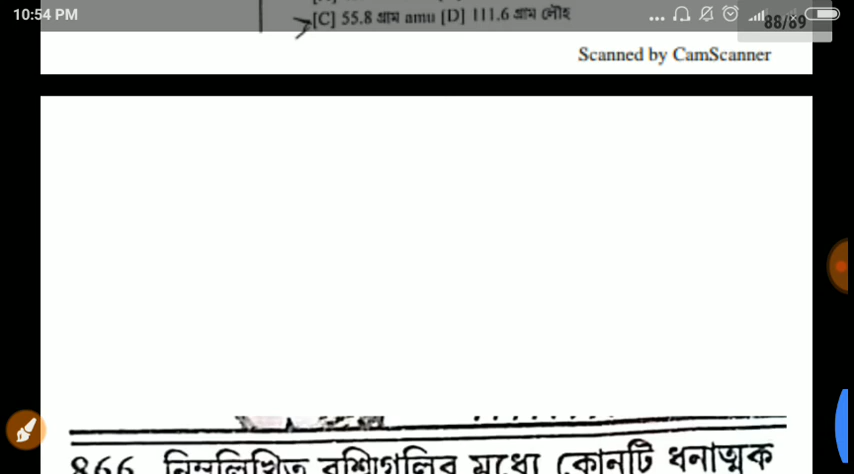 10:54 PM
88/89
[C] 55.8 গ্রাম amu [D] 111.6 গ্রাম লৌহ
Scanned by CamScanner
866 নিম্নলিখিত রশ্মিগুলির মধ্যে কোনটি ধনাত্মক